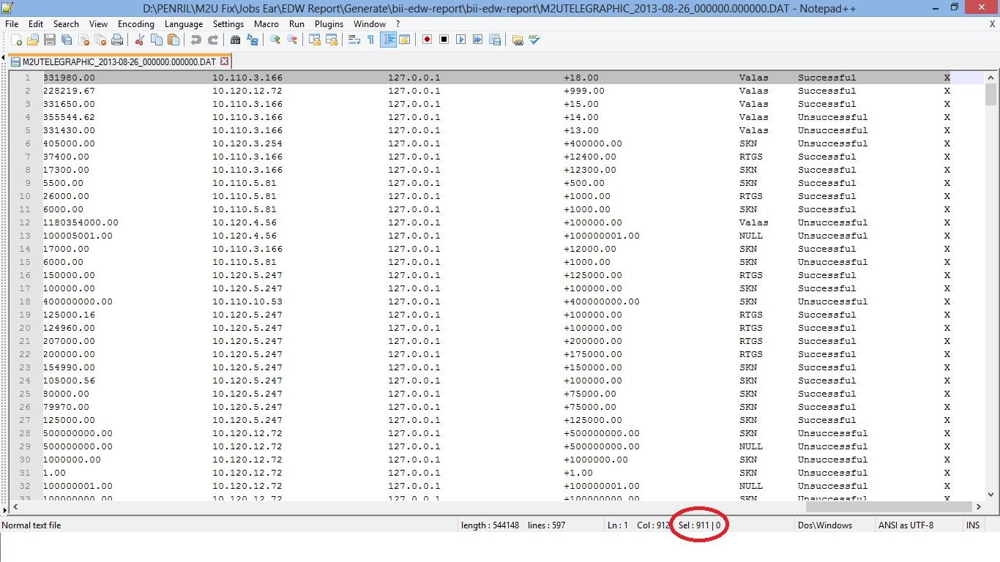 D:\PENRIL\M2U Fix\Jobs Ear\EDW Report\Generate\bii-edw-report\bii-edw-report\M2UTELEGRAPHIC_2013-08-26_000000.000000.DAT - Notepad++
File Edit Search View Encoding Language Settings Macro Run Plugins Window ? X
M2UTELEGRAPHIC_2013-08-26_000000.000000.DAT
1 331980.00 10.110.3.166 127.0.0.1 +18.00 Valas Successful X
2 228219.67 10.120.12.72 127.0.0.1 +999.00 Valas Successful X
3 331650.00 10.110.3.166 127.0.0.1 +15.00 Valas Successful X
4 355544.62 10.110.3.166 127.0.0.1 +14.00 Valas Unsuccessful X
5 331430.00 10.110.3.166 127.0.0.1 +13.00 Valas Unsuccessful X
6 405000.00 10.120.3.254 127.0.0.1 +400000.00 SKN Unsuccessful X
7 37400.00 10.110.3.166 127.0.0.1 +12400.00 RTGS Successful X
8 17300.00 10.110.3.166 127.0.0.1 +12300.00 SKN Successful X
9 5500.00 10.110.5.81 127.0.0.1 +500.00 SKN Successful X
10 26000.00 10.110.5.81 127.0.0.1 +1000.00 RTGS Successful X
11 6000.00 10.110.5.81 127.0.0.1 +1000.00 SKN Successful X
12 1180354000.00 10.120.4.56 127.0.0.1 +100000.00 Valas Unsuccessful X
13 100005001.00 10.120.4.56 127.0.0.1 +100000001.00 NULL Unsuccessful X
14 17000.00 10.110.3.166 127.0.0.1 +12000.00 SKN Successful X
15 6000.00 10.110.5.81 127.0.0.1 +1000.00 SKN Unsuccessful X
16 150000.00 10.120.5.247 127.0.0.1 +125000.00 RTGS Successful X
17 100000.00 10.120.5.247 127.0.0.1 +100000.00 SKN Successful X
18 400000000.00 10.110.10.53 127.0.0.1 +400000000.00 SKN Unsuccessful X
19 125000.16 10.120.5.247 127.0.0.1 +100000.00 RTGS Successful X
20 124960.00 10.120.5.247 127.0.0.1 +100000.00 RTGS Successful X
21 207000.00 10.120.5.247 127.0.0.1 +200000.00 RTGS Successful X
22 200000.00 10.120.5.247 127.0.0.1 +175000.00 RTGS Successful X
23 154990.00 10.120.5.247 127.0.0.1 +150000.00 SKN Successful X
24 105000.56 10.120.5.247 127.0.0.1 +100000.00 SKN Successful X
25 80000.00 10.120.5.247 127.0.0.1 +75000.00 SKN Successful X
26 79970.00 10.120.5.247 127.0.0.1 +75000.00 SKN Successful X
27 125000.00 10.120.5.247 127.0.0.1 +125000.00 SKN Successful X
28 500000000.00 10.120.12.72 127.0.0.1 +500000000.00 SKN Unsuccessful X
29 500000000.00 10.120.12.72 127.0.0.1 +500000000.00 NULL Unsuccessful X
30 1000000.00 10.120.12.72 127.0.0.1 +1000000.00 SKN Unsuccessful X
31 1.00 10.120.12.72 127.0.0.1 +1.00 SKN Unsuccessful X
32 100000001.00 10.120.12.72 127.0.0.1 +100000001.00 NULL Unsuccessful X
33 100000000.00 10.120.12.72 127.0.0.1 +100000000.00 SKN Unsuccessful X
Normal text file length : 544148 lines : 597 Ln : 1 Col : 912 Sel : 911 | 0 Dos\Windows ANSI as UTF-8 INS